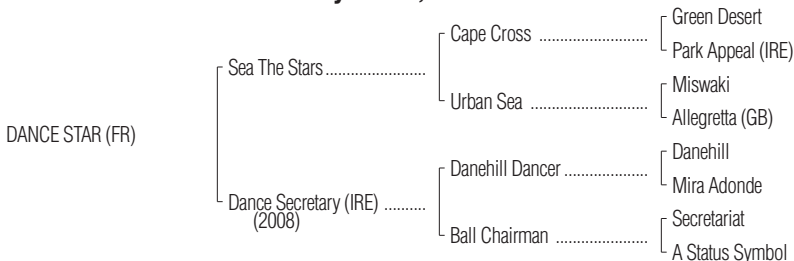 Green Desert
Cape Cross ........................
Park Appeal (IRE)
Sea The Stars........................
Miswaki
Urban Sea ..........................
Allegretta (GB)
DANCE STAR (FR)
Danehill
Danehill Dancer ...................
Mira Adonde
Dance Secretary (IRE) ..........
(2008)
Secretariat
Ball Chairman .....................
A Status Symbol